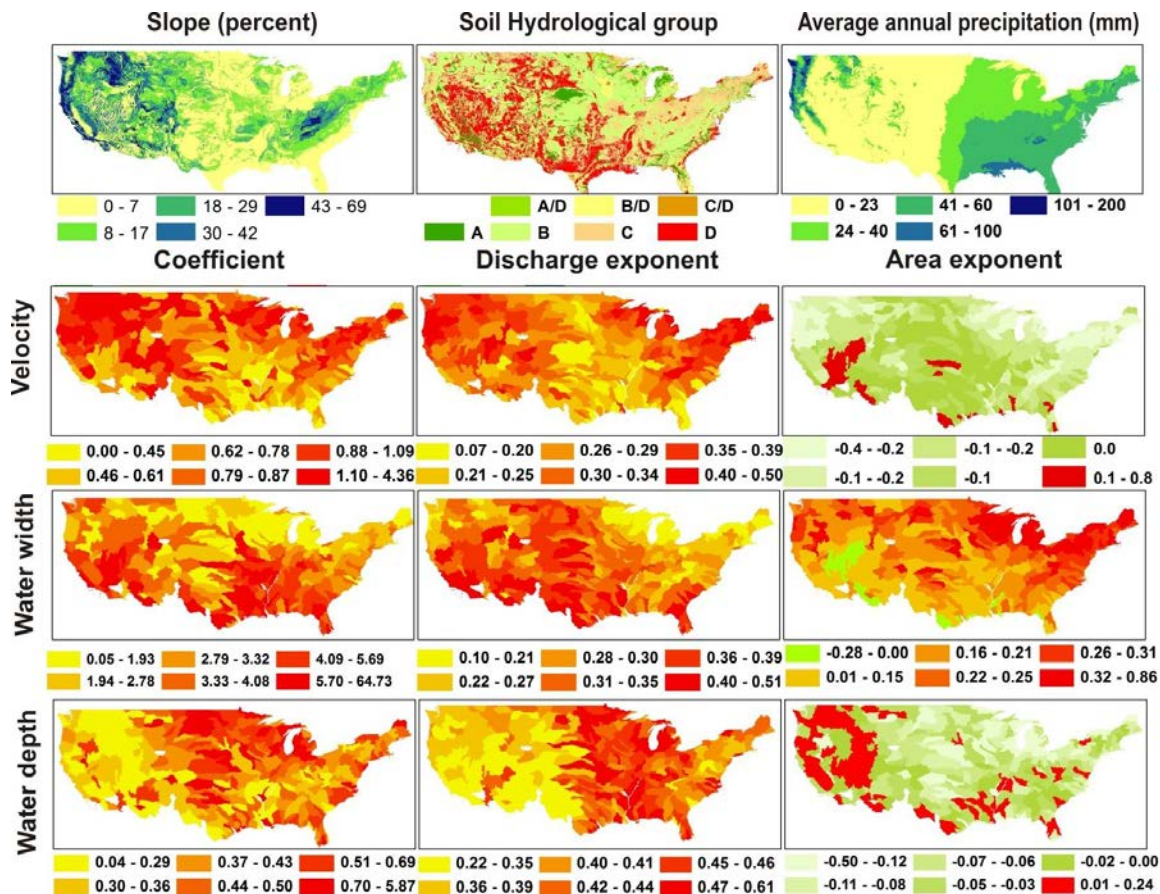 Slope (percent)
Soil Hydrological group
Average annual precipitation (mm)
0 - 7
18 - 29
43 - 69
8 - 17
30 - 42
A/D
B/D
C/D
A
B
C
D
0 - 23
41 - 60
101 - 200
24 - 40
61 - 100
Coefficient
Discharge exponent
Area exponent
Velocity
0.00 - 0.45
0.62 - 0.78
0.88 - 1.09
0.46 - 0.61
0.79 - 0.87
1.10 - 4.36
0.07 - 0.20
0.26 - 0.29
0.35 - 0.39
0.21 - 0.25
0.30 - 0.34
0.40 - 0.50
-0.4 - -0.2
-0.1 - -0.2
0.0
-0.1 - -0.2
-0.1
0.1 - 0.8
Water width
0.05 - 1.93
2.79 - 3.32
4.09 - 5.69
1.94 - 2.78
3.33 - 4.08
5.70 - 64.73
0.10 - 0.21
0.28 - 0.30
0.36 - 0.39
0.22 - 0.27
0.31 - 0.35
0.40 - 0.51
-0.28 - 0.00
0.16 - 0.21
0.26 - 0.31
0.01 - 0.15
0.22 - 0.25
0.32 - 0.86
Water depth
0.04 - 0.29
0.37 - 0.43
0.51 - 0.69
0.30 - 0.36
0.44 - 0.50
0.70 - 5.87
0.22 - 0.35
0.40 - 0.41
0.45 - 0.46
0.36 - 0.39
0.42 - 0.44
0.47 - 0.61
-0.50 - -0.12
-0.07 - -0.06
-0.02 - 0.00
-0.11 - -0.08
-0.05 - -0.03
0.01 - 0.24